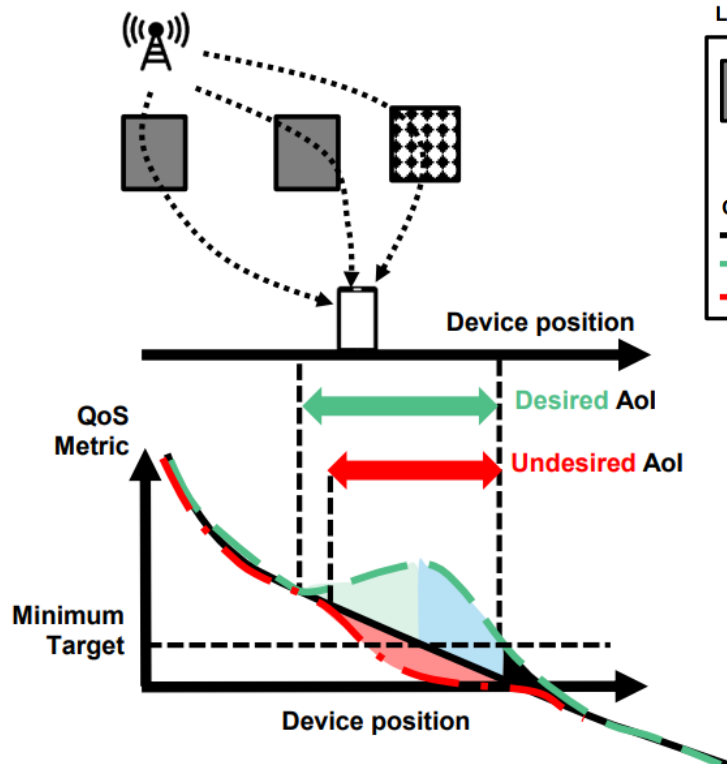 L
Device position
Desired AoI
QoS
Metric
Undesired AoI
Minimum
Target
Device position